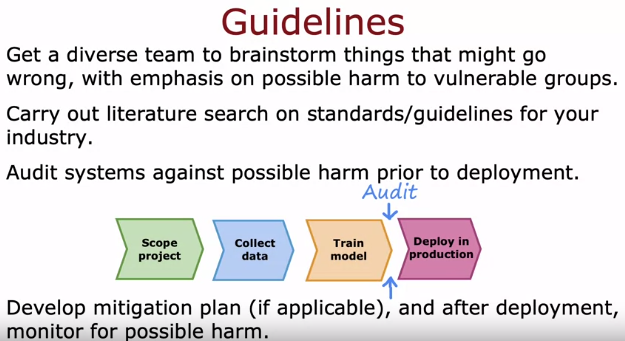 Guidelines
Get a diverse team to brainstorm things that might go
wrong, with emphasis on possible harm to vulnerable groups.
Carry out literature search on standards/guidelines for your
industry.
Audit systems against possible harm prior to deployment.
Audit
Scope
project
Collect
data
Train
model
Deploy in
production
Develop mitigation plan (if applicable), and after deployment,
monitor for possible harm.